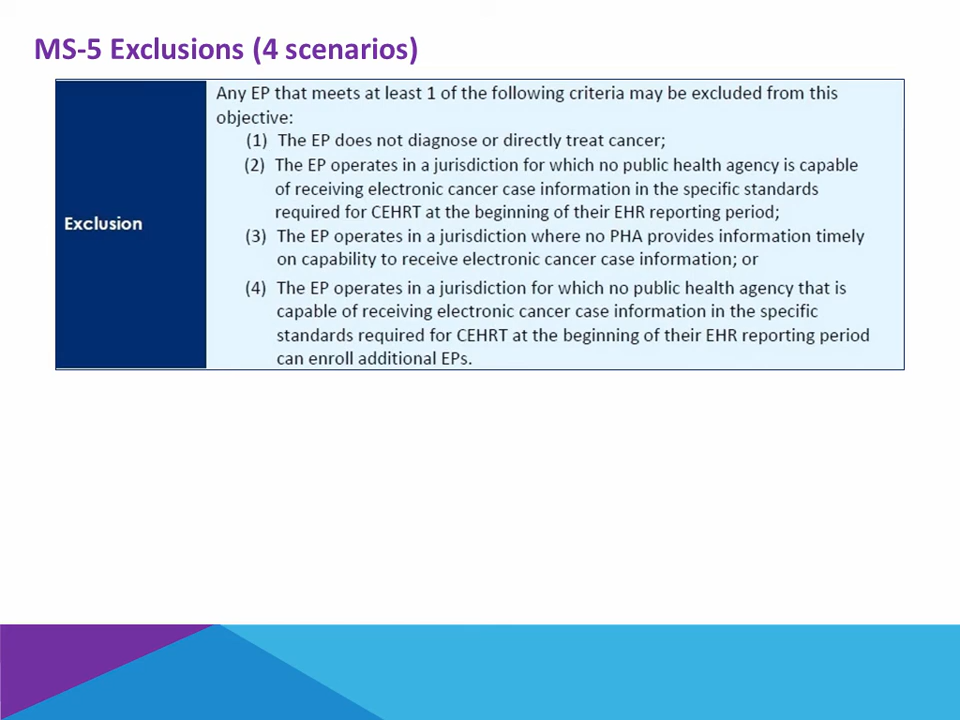 MS-5 Exclusions (4 scenarios)
Exclusion
Any EP that meets at least 1 of the following criteria may be excluded from this
objective:
(1) The EP does not diagnose or directly treat cancer;
(2) The EP operates in a jurisdiction for which no public health agency is capable
of receiving electronic cancer case information in the specific standards
required for CEHRT at the beginning of their EHR reporting period;
(3) The EP operates in a jurisdiction where no PHA provides information timely
on capability to receive electronic cancer case information; or
(4) The EP operates in a jurisdiction for which no public health agency that is
capable of receiving electronic cancer case information in the specific
standards required for CEHRT at the beginning of their EHR reporting period
can enroll additional EPs.